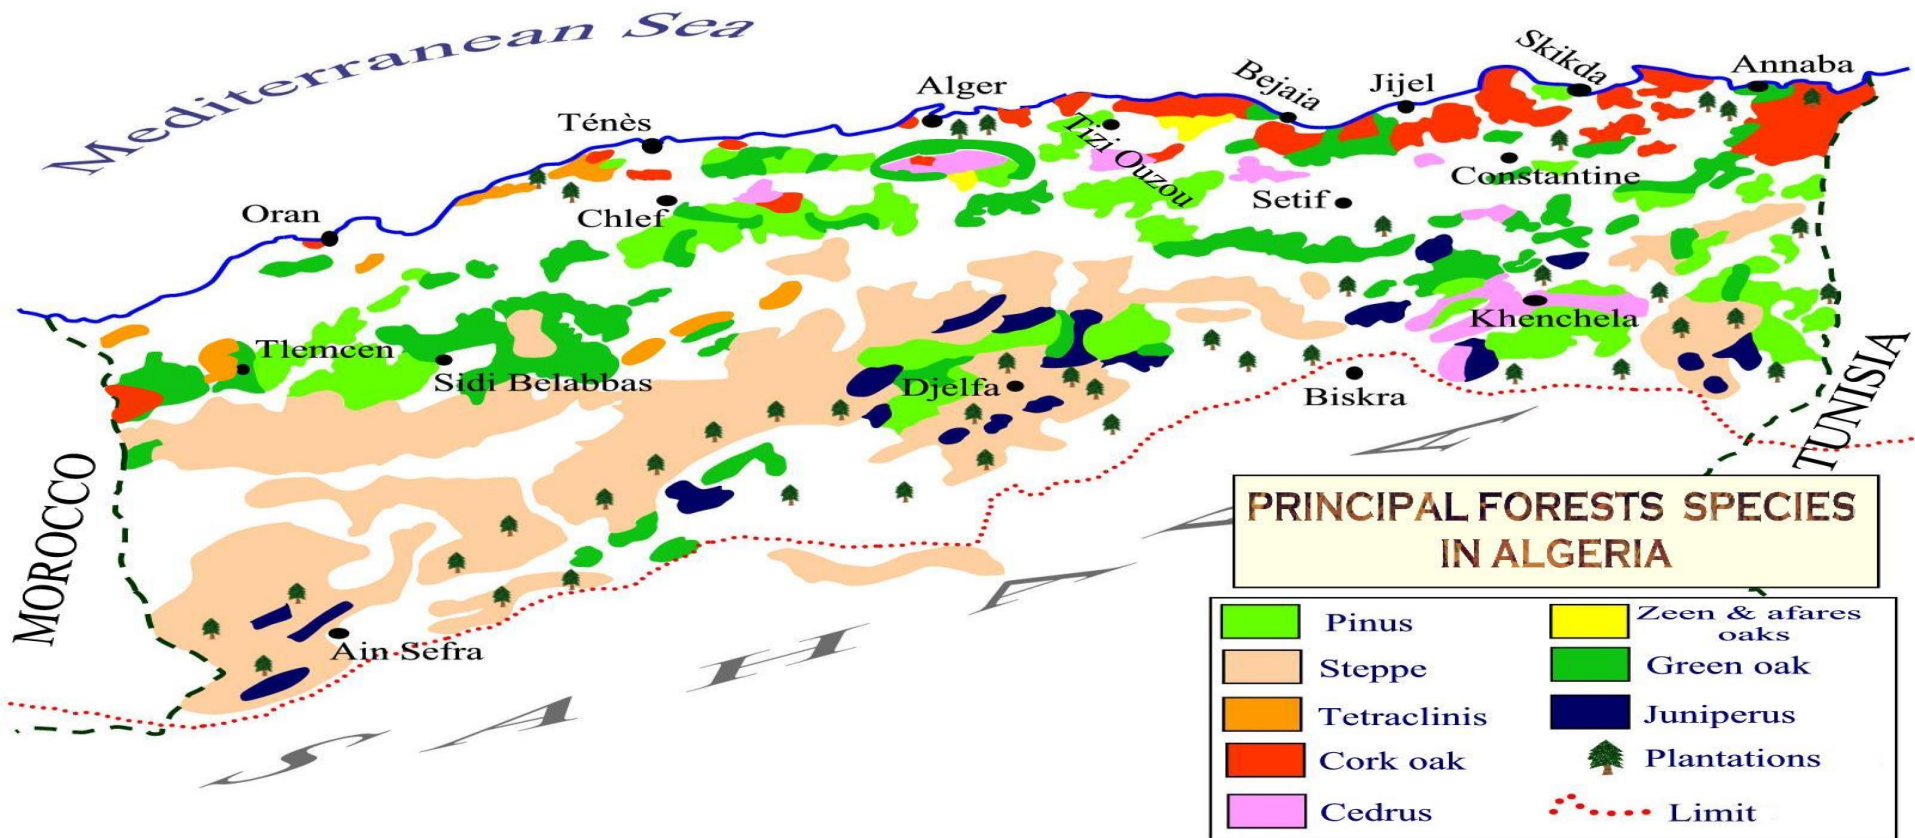 Mediterranean Sea
Skikda
Annaba
Jijel
Bejaia
Alger
Ténès
Tizi Ouzou
Constantine
Setif
Chlef
Oran
Khenchela
Tlemcen
Sidi Belabbas
Djelfa
Biskra
MOROCCO
TUNISIA
Ain Sefra
SAHARA
PRINCIPAL FORESTS SPECIES
IN ALGERIA
Pinus
Zeen & afares
oaks
Steppe
Green oak
Tetraclinis
Juniperus
Cork oak
Plantations
Cedrus
Limit